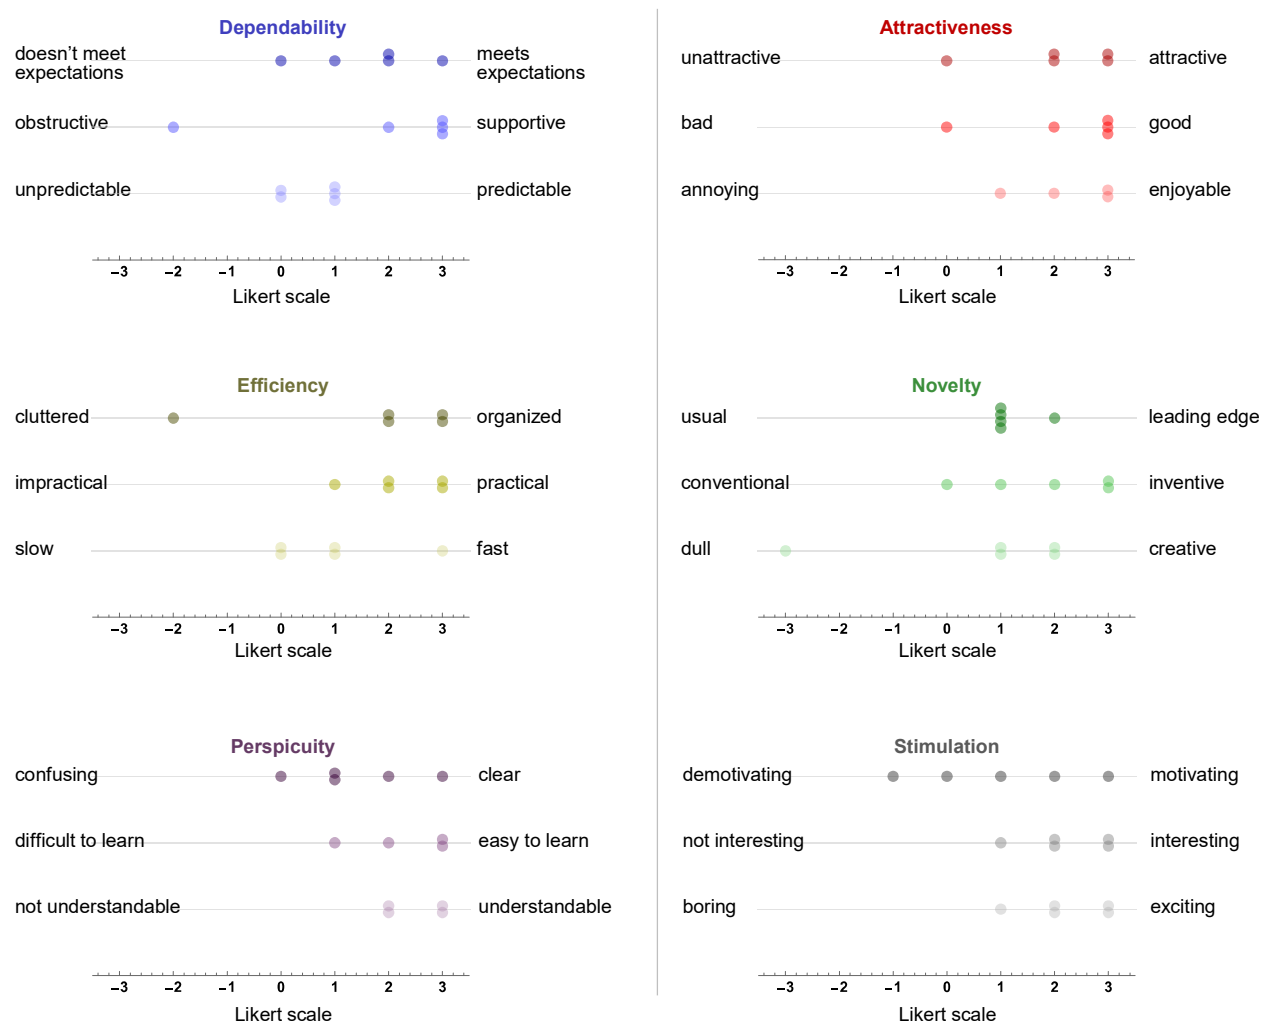 Dependability
doesn’t meet
expectations
meets
expectations
obstructive
supportive
unpredictable
predictable
−3 −2 −1 0 1 2 3
Likert scale
Attractiveness
unattractive
attractive
bad
good
annoying
enjoyable
−3 −2 −1 0 1 2 3
Likert scale
Efficiency
cluttered
organized
impractical
practical
slow
fast
−3 −2 −1 0 1 2 3
Likert scale
Novelty
usual
leading edge
conventional
inventive
dull
creative
−3 −2 −1 0 1 2 3
Likert scale
Perspicuity
confusing
clear
difficult to learn
easy to learn
not understandable
understandable
−3 −2 −1 0 1 2 3
Likert scale
Stimulation
demotivating
motivating
not interesting
interesting
boring
exciting
−3 −2 −1 0 1 2 3
Likert scale